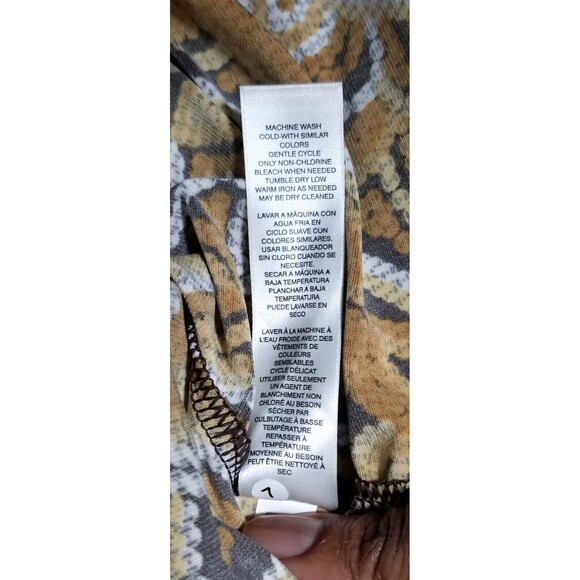 MACHINE WASH
COLD-WITH SIMILAR
COLORS
GENTLE CYCLE
ONLY NON-CHLORINE
BLEACH WHEN NEEDED
TUMBLE DRY LOW
WARM IRON AS NEEDED
MAY BE DRY CLEANED
LAVAR A MÁQUINA CON
AGUA FRIA EN
CICLO SUAVE CON
COLORES SIMILARES.
USAR BLANQUEADOR
SIN CLORO CUANDO SE
NECESITE.
SECAR A MÁQUINA A
BAJA TEMPERATURA
PLANCHAR A BAJA
TEMPERATURA
PUEDE LAVARSE EN
SECO
LAVER À LA MACHINE À
L'EAU FROIDE AVEC DES
VÊTEMENTS DE
COULEURS
SEMBLABLES
CYCLE DÉLICAT
UTILISER SEULEMENT
UN AGENT DE
BLANCHIMENT NON
CHLORÉ AU BESOIN
SÉCHER PAR
CULBUTAGE À BASSE
TEMPÉRATURE
REPASSER À
TEMPÉRATURE
MOYENNE AU BESOIN
PEUT ÊTRE NETTOYÉ À
SEC